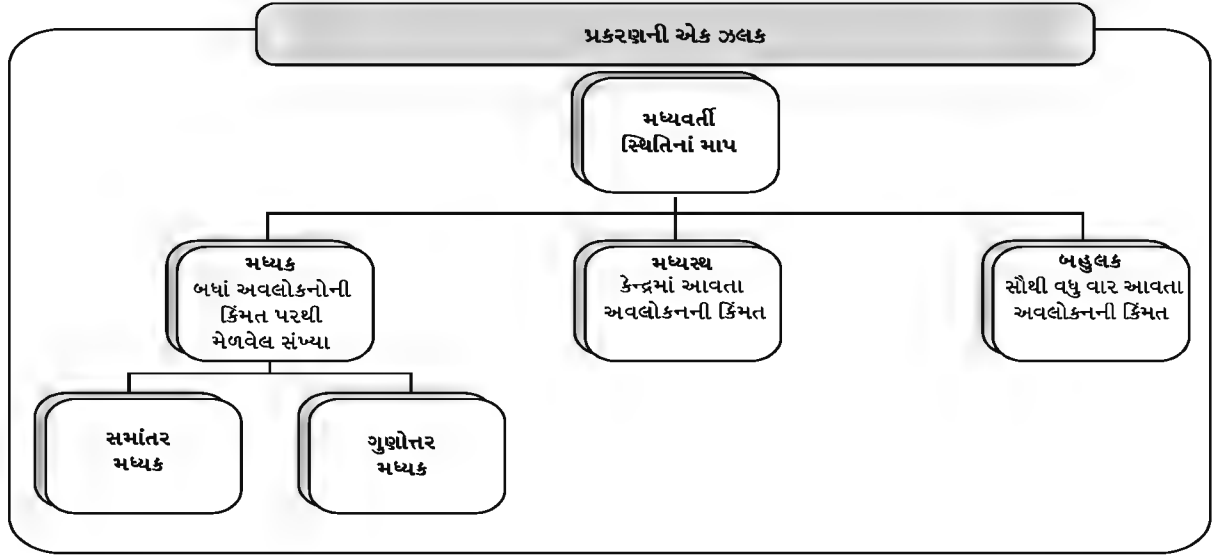 પ્રકરણની એક ઝલક
મધ્યવર્તી
સ્થિતિનાં માપ
મધ્યક
બધાં અવલોકનોની
કિંમત પરથી
મેળવેલ સંખ્યા
મધ્યસ્થ
કેન્દ્રમાં આવતા
અવલોકનની કિંમત
બહુલક
સૌથી વધુ વાર આવતા
અવલોકનની કિંમત
સમાંતર
મધ્યક
ગુણોત્તર
મધ્યક